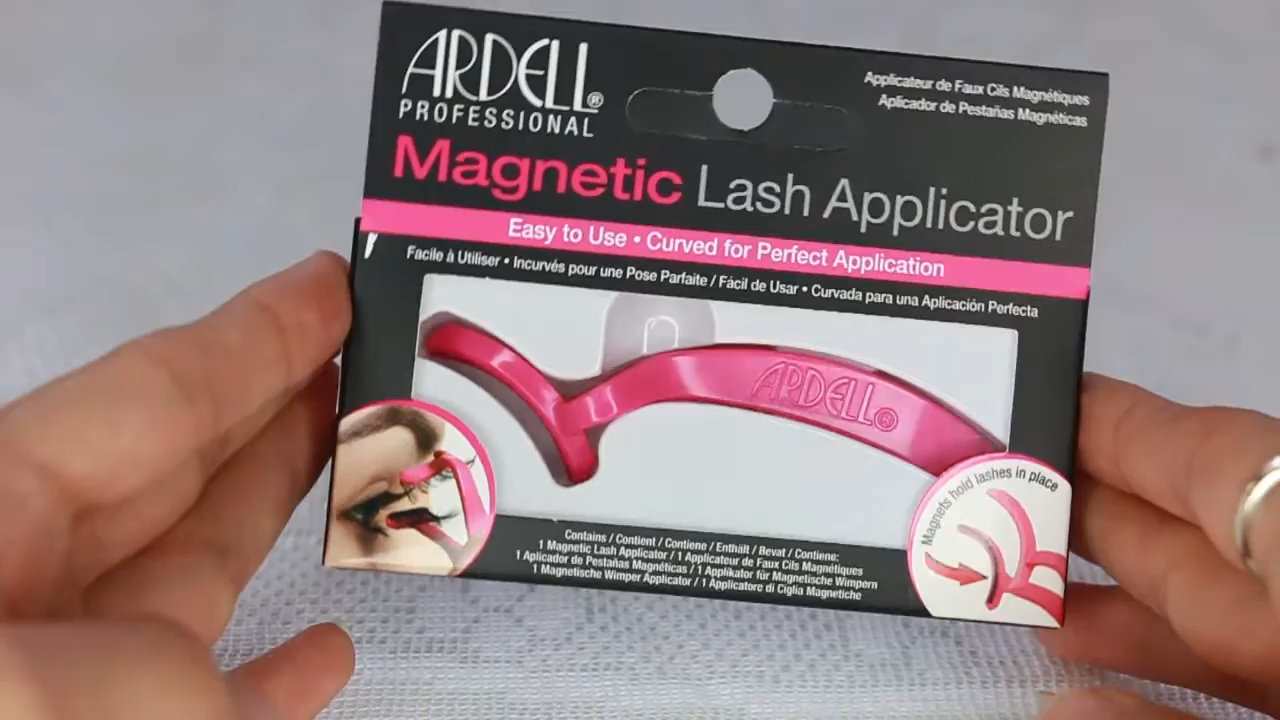 ARDELL®
PROFESSIONAL
Applicateur de Faux Cils Magnétiques
Aplicador de Pestañas Magnéticas
Magnetic Lash Applicator
Easy to Use • Curved for Perfect Application
Facile à Utiliser • Incurvés pour une Pose Parfaite / Fácil de Usar • Curvada para una Aplicación Perfecta
ARDELL®
Magnets hold lashes in place
Contains / Contient / Contiene / Enthält / Bevat / Contiene:
1 Magnetic Lash Applicator / 1 Applicateur de Faux Cils Magnétiques
1 Aplicador de Pestañas Magnéticas / 1 Applikator für Magnetische Wimpern
1 Magnetische Wimper Applicator / 1 Applicatore di Ciglia Magnetiche